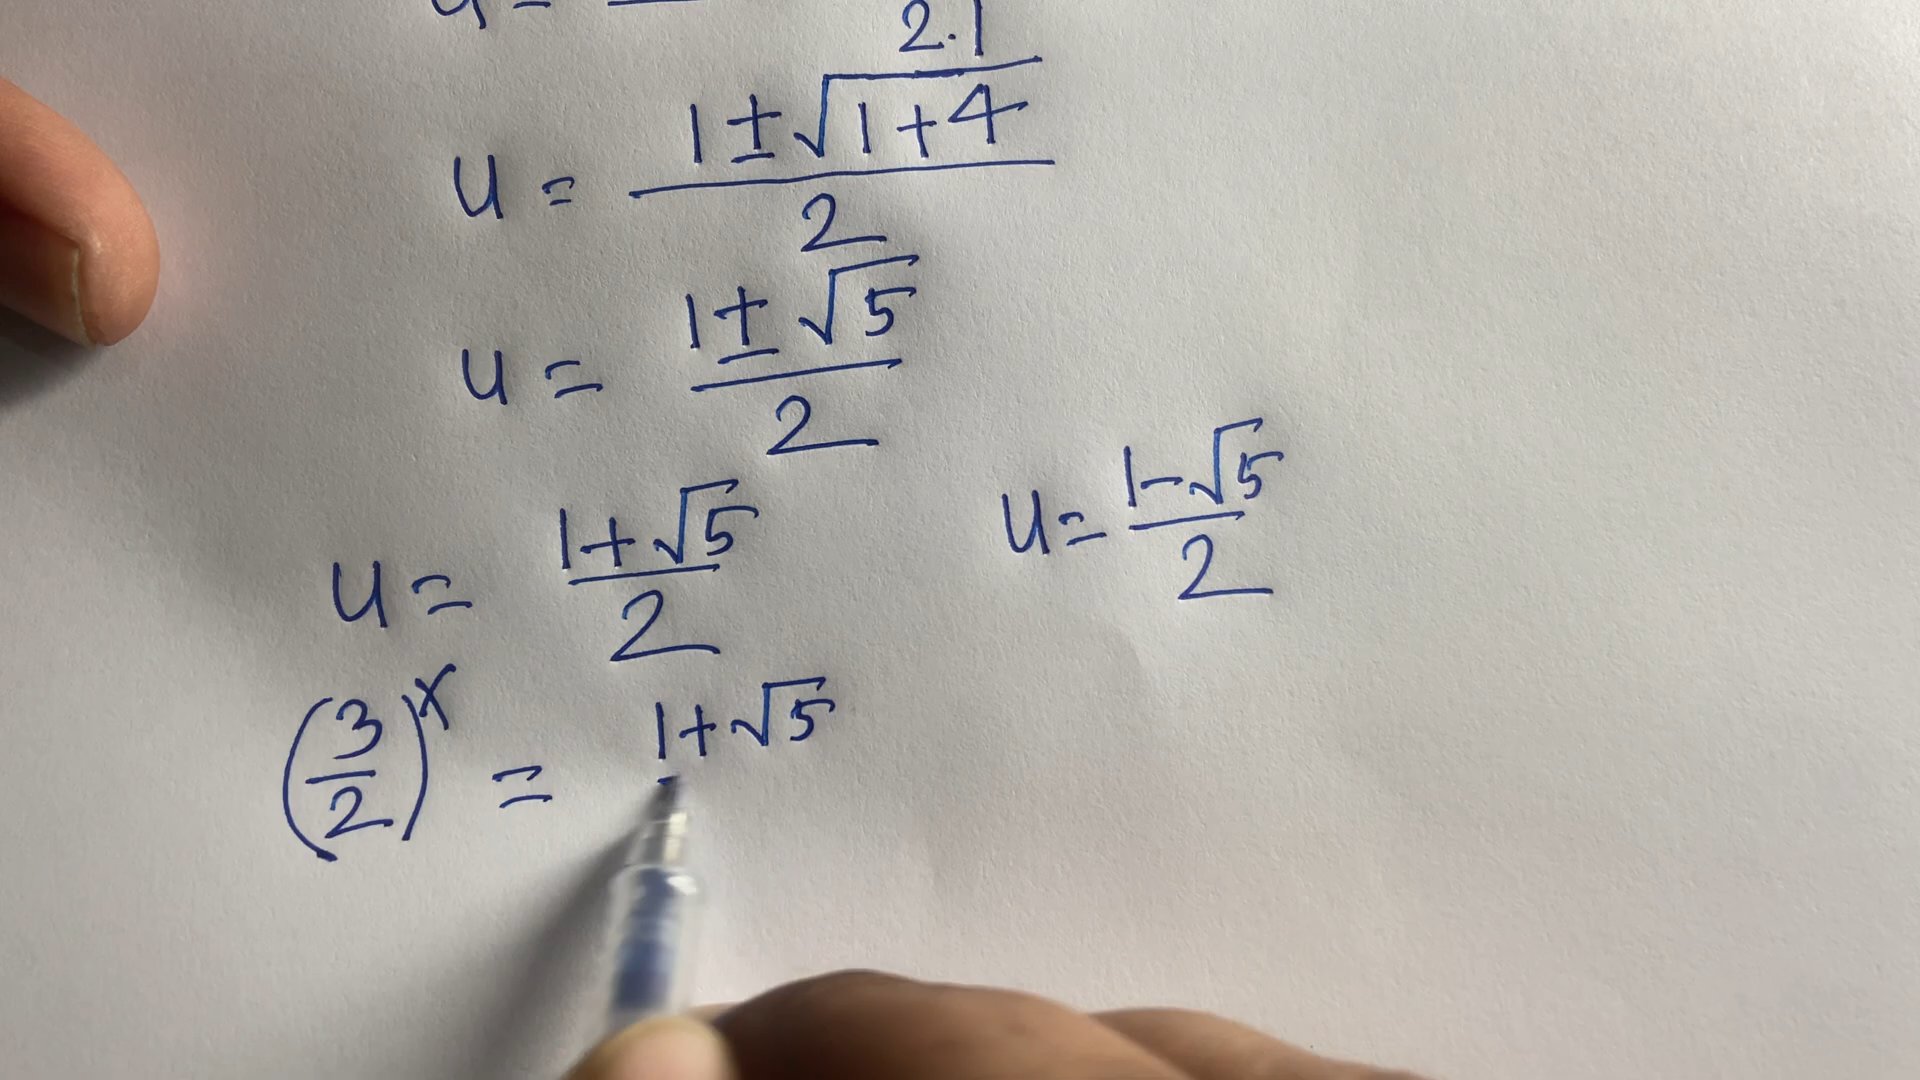 u =
2.1
u = (1 ± √(1+4))/2
u = (1 ± √5)/2
u = (1+√5)/2 u = (1-√5)/2
(3/2)^x = 1+√5